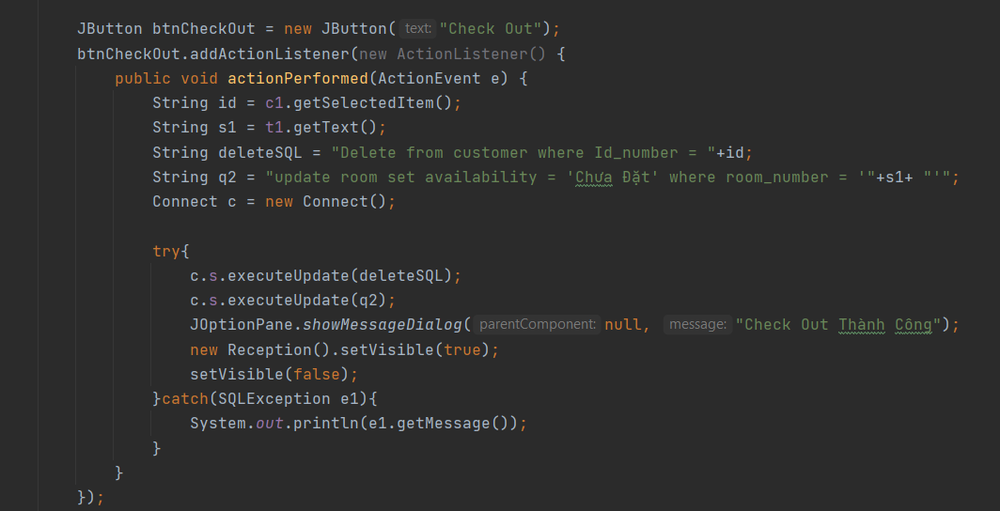 JButton btnCheckOut = new JButton( text: "Check Out");
btnCheckOut.addActionListener(new ActionListener() {
public void actionPerformed(ActionEvent e) {
String id = c1.getSelectedItem();
String s1 = t1.getText();
String deleteSQL = "Delete from customer where Id_number = "+id;
String q2 = "update room set availability = 'Chưa Đặt' where room_number = '"+s1+ "'";
Connect c = new Connect();
try{
c.s.executeUpdate(deleteSQL);
c.s.executeUpdate(q2);
JOptionPane.showMessageDialog( parentComponent: null, message: "Check Out Thành Công");
new Reception().setVisible(true);
setVisible(false);
}catch(SQLException e1){
System.out.println(e1.getMessage());
}
}
});